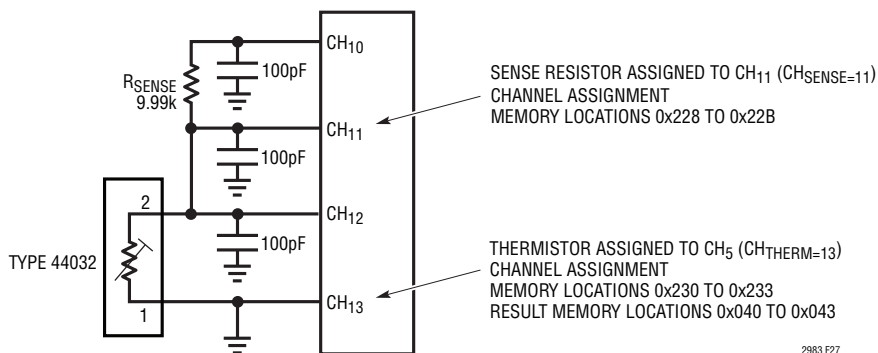 CH10
100pF
RSENSE
9.99k
CH11
100pF
2
CH12
100pF
TYPE 44032
1
CH13
SENSE RESISTOR ASSIGNED TO CH11 (CHSENSE=11)
CHANNEL ASSIGNMENT
MEMORY LOCATIONS 0x228 TO 0x22B
THERMISTOR ASSIGNED TO CH5 (CHTHERM=13)
CHANNEL ASSIGNMENT
MEMORY LOCATIONS 0x230 TO 0x233
RESULT MEMORY LOCATIONS 0x040 TO 0x043
2983 F27